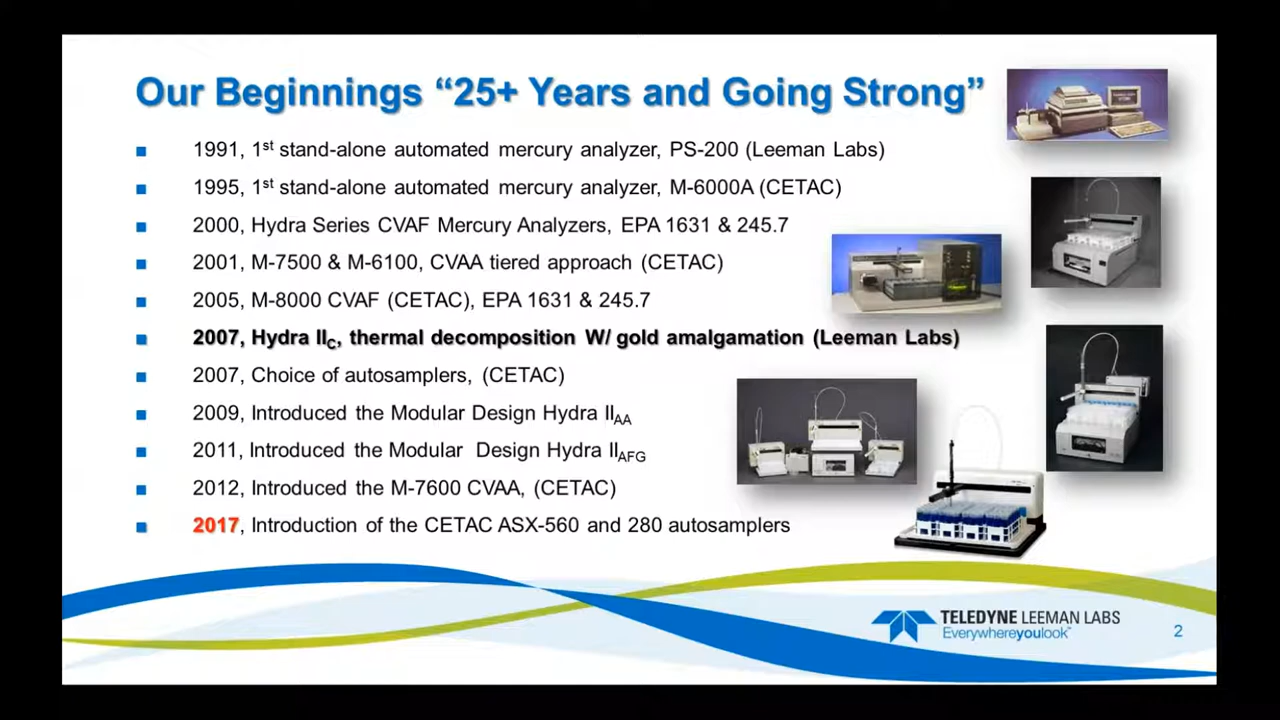 Our Beginnings “25+ Years and Going Strong”
1991, 1st stand-alone automated mercury analyzer, PS-200 (Leeman Labs)
1995, 1st stand-alone automated mercury analyzer, M-6000A (CETAC)
2000, Hydra Series CVAF Mercury Analyzers, EPA 1631 & 245.7
2001, M-7500 & M-6100, CVAA tiered approach (CETAC)
2005, M-8000 CVAF (CETAC), EPA 1631 & 245.7
2007, Hydra IIC, thermal decomposition W/ gold amalgamation (Leeman Labs)
2007, Choice of autosamplers, (CETAC)
2009, Introduced the Modular Design Hydra IIAA
2011, Introduced the Modular Design Hydra IIAFG
2012, Introduced the M-7600 CVAA, (CETAC)
2017, Introduction of the CETAC ASX-560 and 280 autosamplers
TELEDYNE LEEMAN LABS
Everywhereyoulook™
2